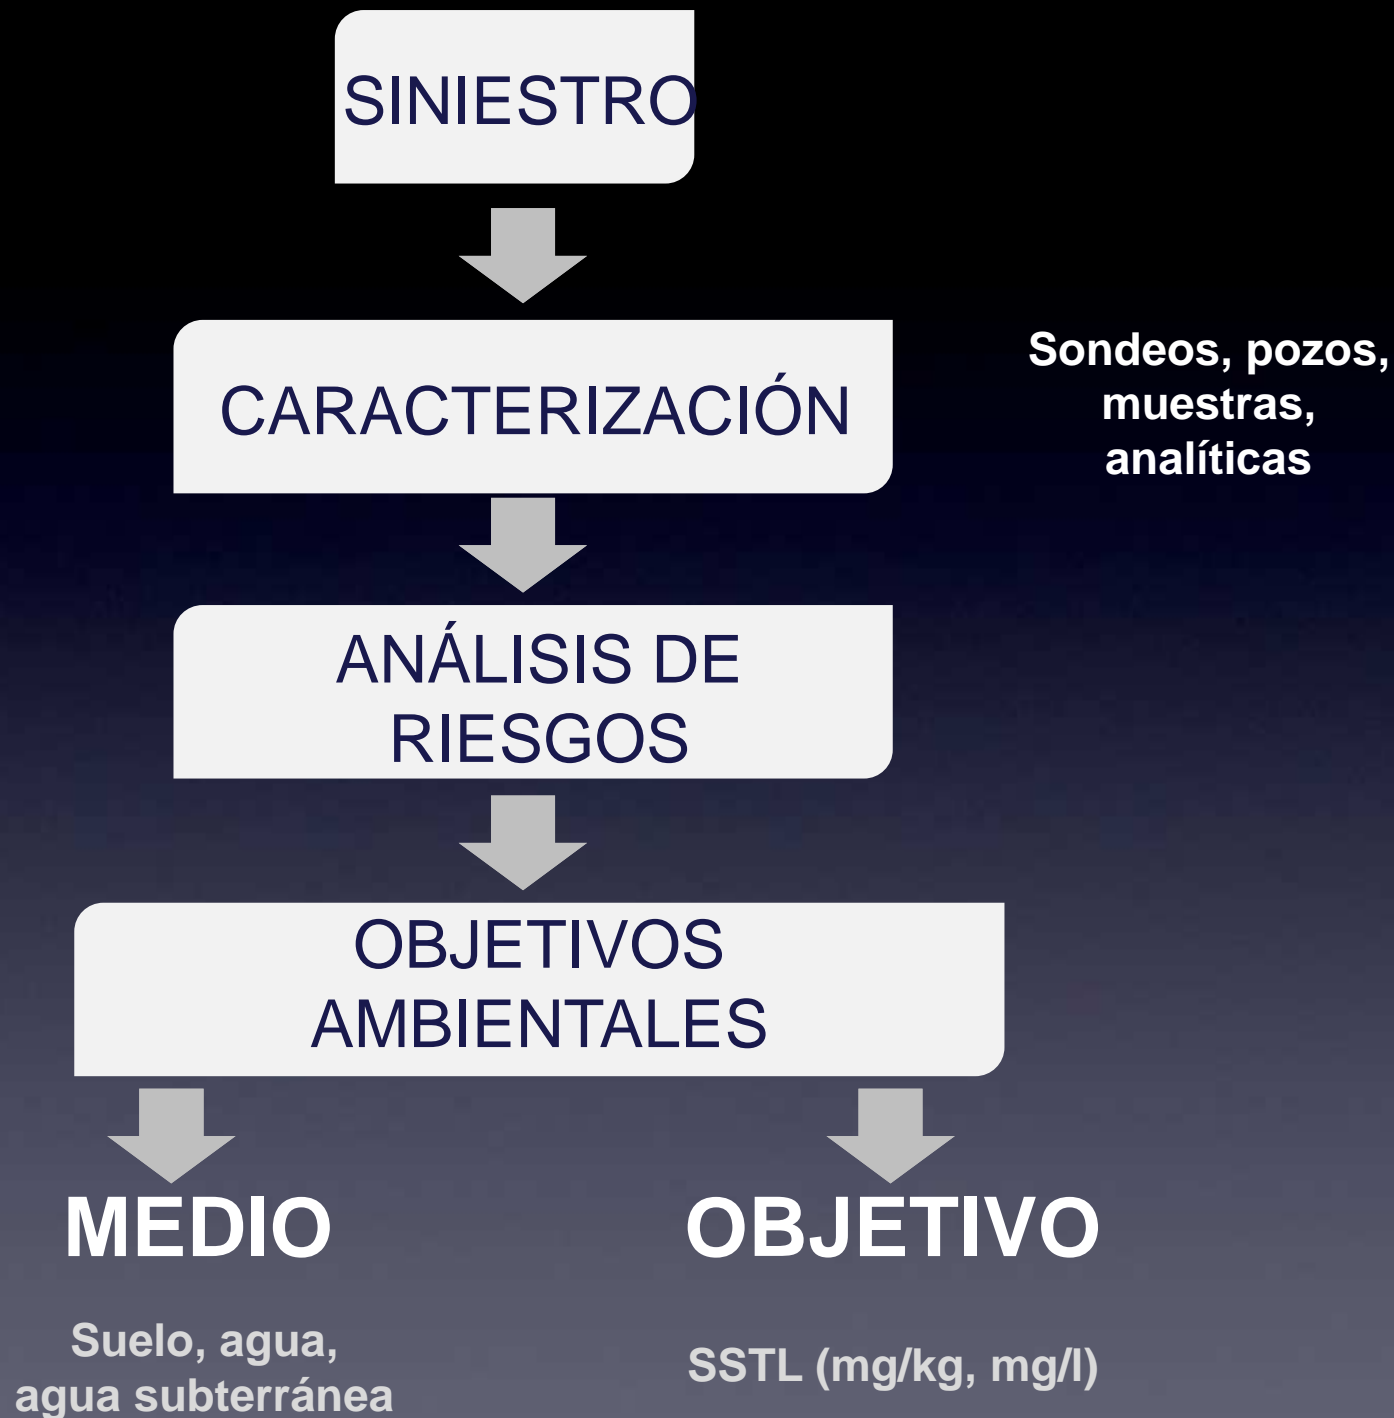 SINIESTRO
CARACTERIZACIÓN
Sondeos, pozos,
muestras,
analíticas
ANÁLISIS DE
RIESGOS
OBJETIVOS
AMBIENTALES
MEDIO
OBJETIVO
Suelo, agua,
agua subterránea
SSTL (mg/kg, mg/l)